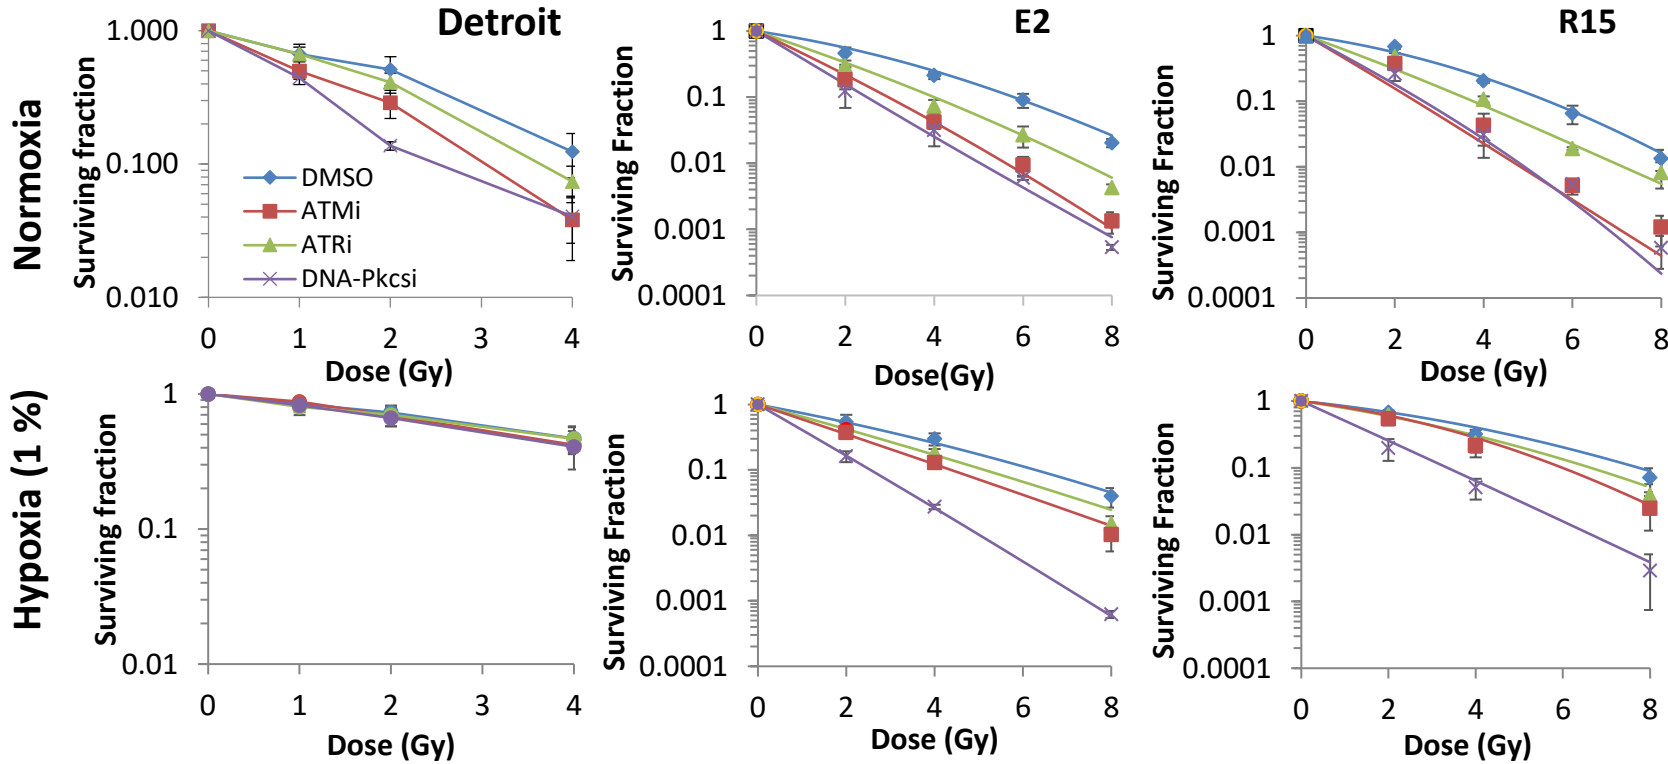 Detroit
E2
R15
Normoxia
Surviving fraction
1.000
0.100
0.010
DMSO
ATMi
ATRi
DNA-Pkcsi
0 1 2 3 4
Dose (Gy)
Surviving Fraction
1
0.1
0.01
0.001
0.0001
0 2 4 6 8
Dose(Gy)
Surviving Fraction
1
0.1
0.01
0.001
0.0001
0 2 4 6 8
Dose (Gy)
Hypoxia (1 %)
Surviving fraction
1
0.1
0.01
0 1 2 3 4
Dose (Gy)
Surviving Fraction
1
0.1
0.01
0.001
0.0001
0 2 4 6 8
Dose (Gy)
Surviving Fraction
1
0.1
0.01
0.001
0.0001
0 2 4 6 8
Dose (Gy)